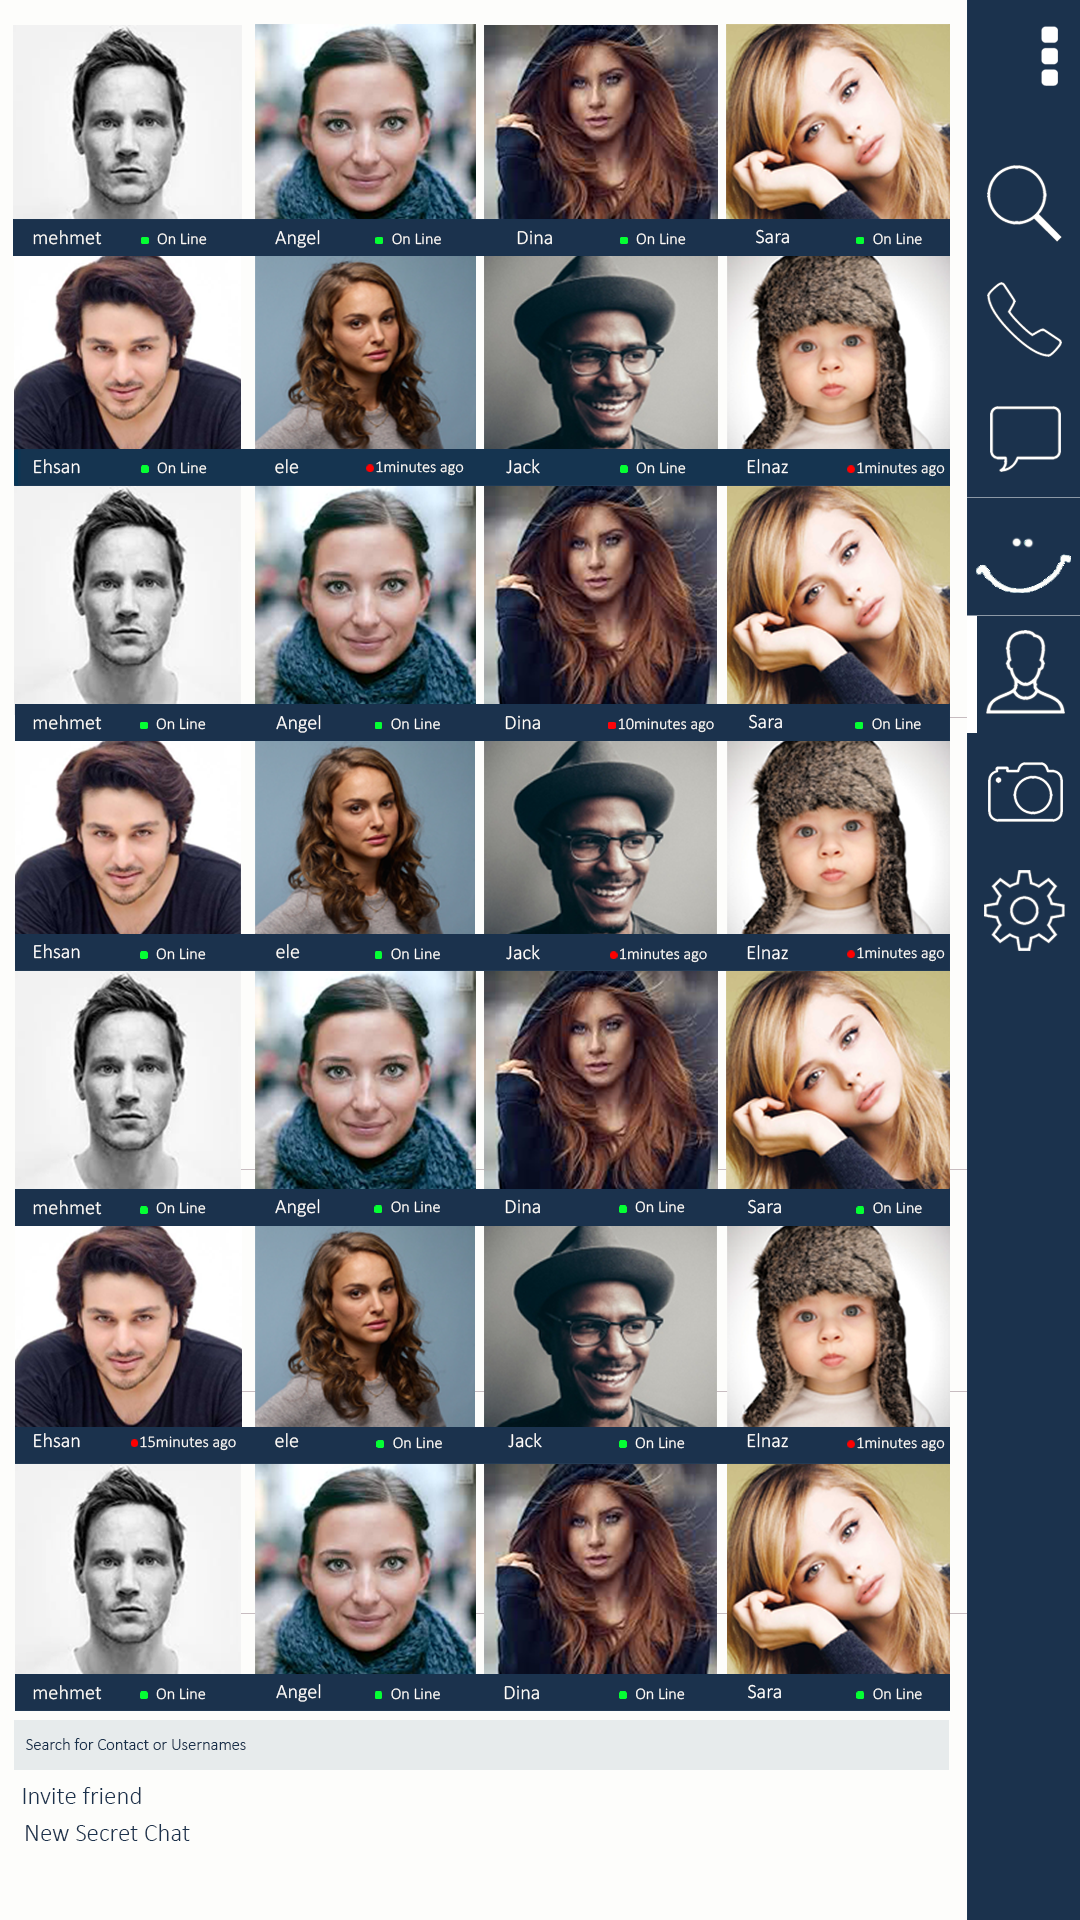 mehmet On Line Angel On Line Dina On Line Sara On Line
Ehsan On Line ele 1minutes ago Jack On Line Elnaz 1minutes ago
mehmet On Line Angel On Line Dina 10minutes ago Sara On Line
Ehsan On Line ele On Line Jack 1minutes ago Elnaz 1minutes ago
mehmet On Line Angel On Line Dina On Line Sara On Line
Ehsan 15minutes ago ele On Line Jack On Line Elnaz 1minutes ago
mehmet On Line Angel On Line Dina On Line Sara On Line
Search for Contact or Usernames
Invite friend
New Secret Chat